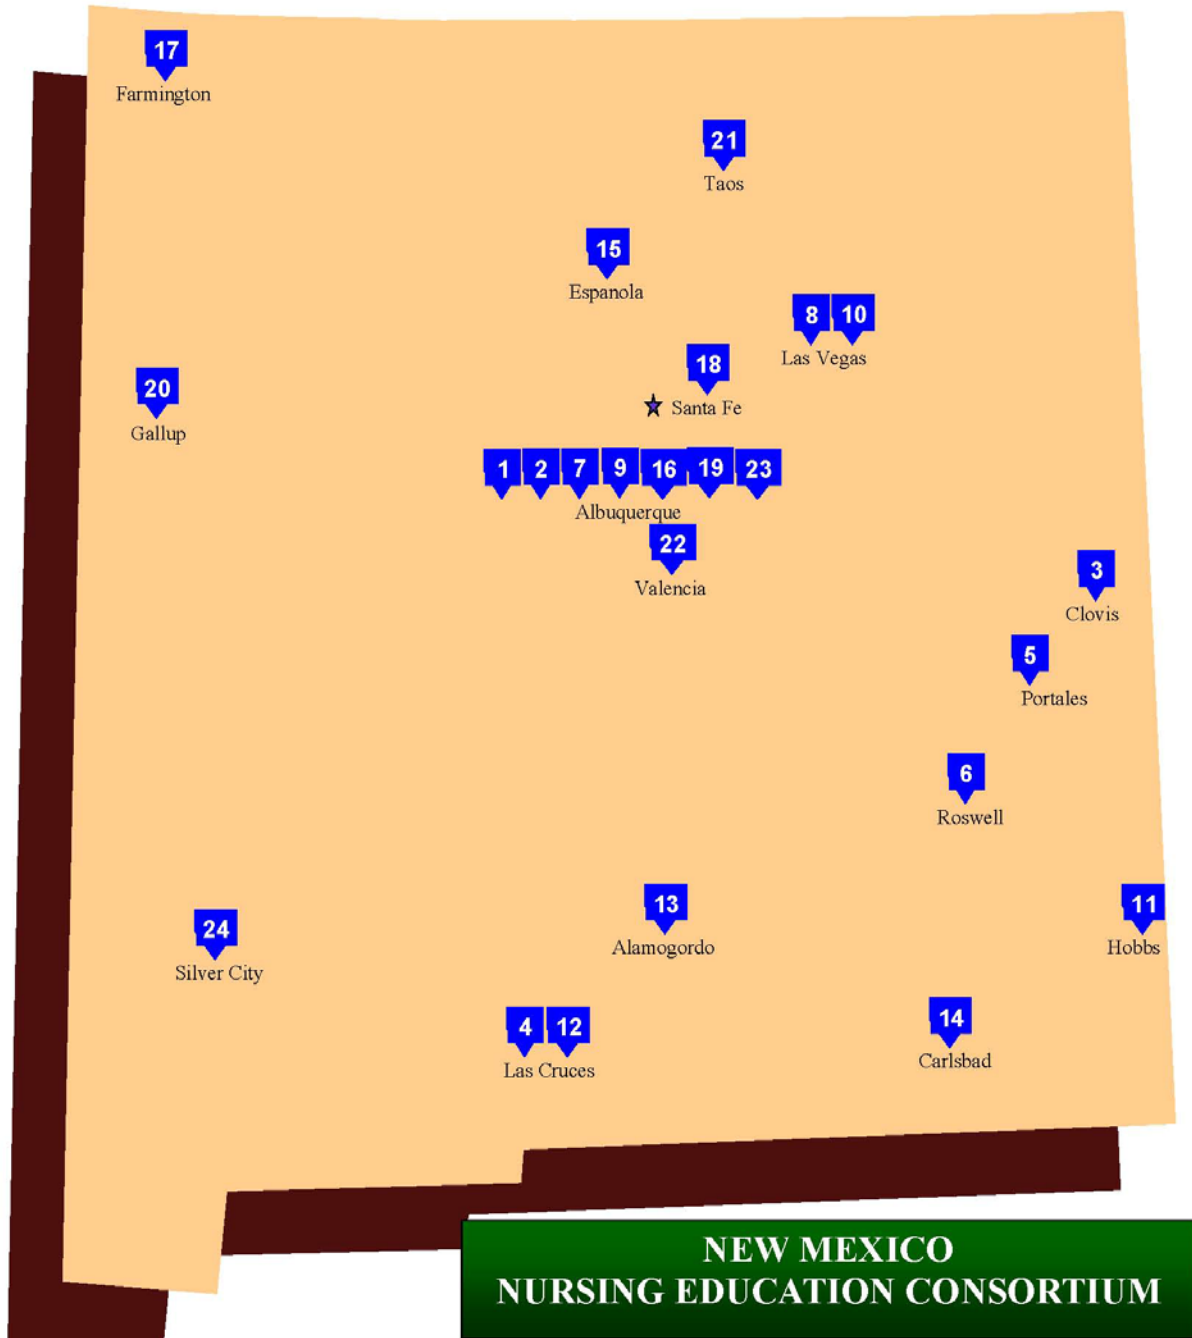 17
Farmington
21
Taos
15
Espanola
8 10
Las Vegas
18
Santa Fe
20
Gallup
1 2 7 9 16 19 23
Albuquerque
22
Valencia
3
Clovis
5
Portales
6
Roswell
13
Alamogordo
11
Hobbs
24
Silver City
4 12
Las Cruces
14
Carlsbad
NEW MEXICO
NURSING EDUCATION CONSORTIUM